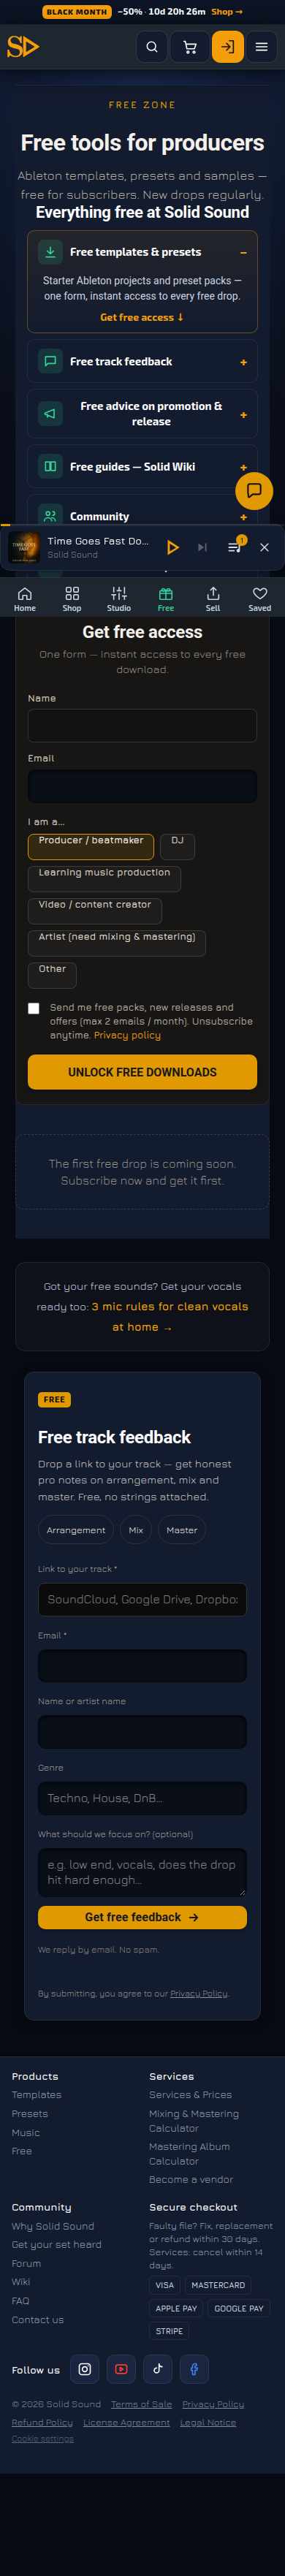 BLACK MONTH −50% · 10d 20h 26m Shop →
FREE ZONE
Free tools for producers
Ableton templates, presets and samples —
free for subscribers. New drops regularly.
Everything free at Solid Sound
Free templates & presets −
Starter Ableton projects and preset packs —
one form, instant access to every free drop.
Get free access ↓
Free track feedback +
Free advice on promotion &
release +
Free guides — Solid Wiki +
Community +
Time Goes Fast Do...
Solid Sound
1
Home Shop Studio Free Sell Saved
Get free access
One form — instant access to every free
download.
Name
Email
I am a...
Producer / beatmaker DJ
Learning music production
Video / content creator
Artist (need mixing & mastering)
Other
Send me free packs, new releases and
offers (max 2 emails / month). Unsubscribe
anytime. Privacy policy
UNLOCK FREE DOWNLOADS
The first free drop is coming soon.
Subscribe now and get it first.
Got your free sounds? Get your vocals
ready too: 3 mic rules for clean vocals
at home →
FREE
Free track feedback
Drop a link to your track — get honest
pro notes on arrangement, mix and
master. Free, no strings attached.
Arrangement Mix Master
Link to your track *
SoundCloud, Google Drive, Dropbo
Email *
Name or artist name
Genre
Techno, House, DnB...
What should we focus on? (optional)
e.g. low end, vocals, does the drop
hit hard enough...
Get free feedback →
We reply by email. No spam.
By submitting, you agree to our Privacy Policy.
Products
Templates
Presets
Music
Free
Services
Services & Prices
Mixing & Mastering
Calculator
Mastering Album
Calculator
Become a vendor
Community
Why Solid Sound
Get your set heard
Forum
Wiki
FAQ
Contact us
Secure checkout
Faulty file? Fix, replacement
or refund within 30 days.
Services: cancel within 14
days.
VISA MASTERCARD
APPLE PAY GOOGLE PAY
STRIPE
Follow us
© 2026 Solid Sound Terms of Sale Privacy Policy
Refund Policy License Agreement Legal Notice
Cookie settings